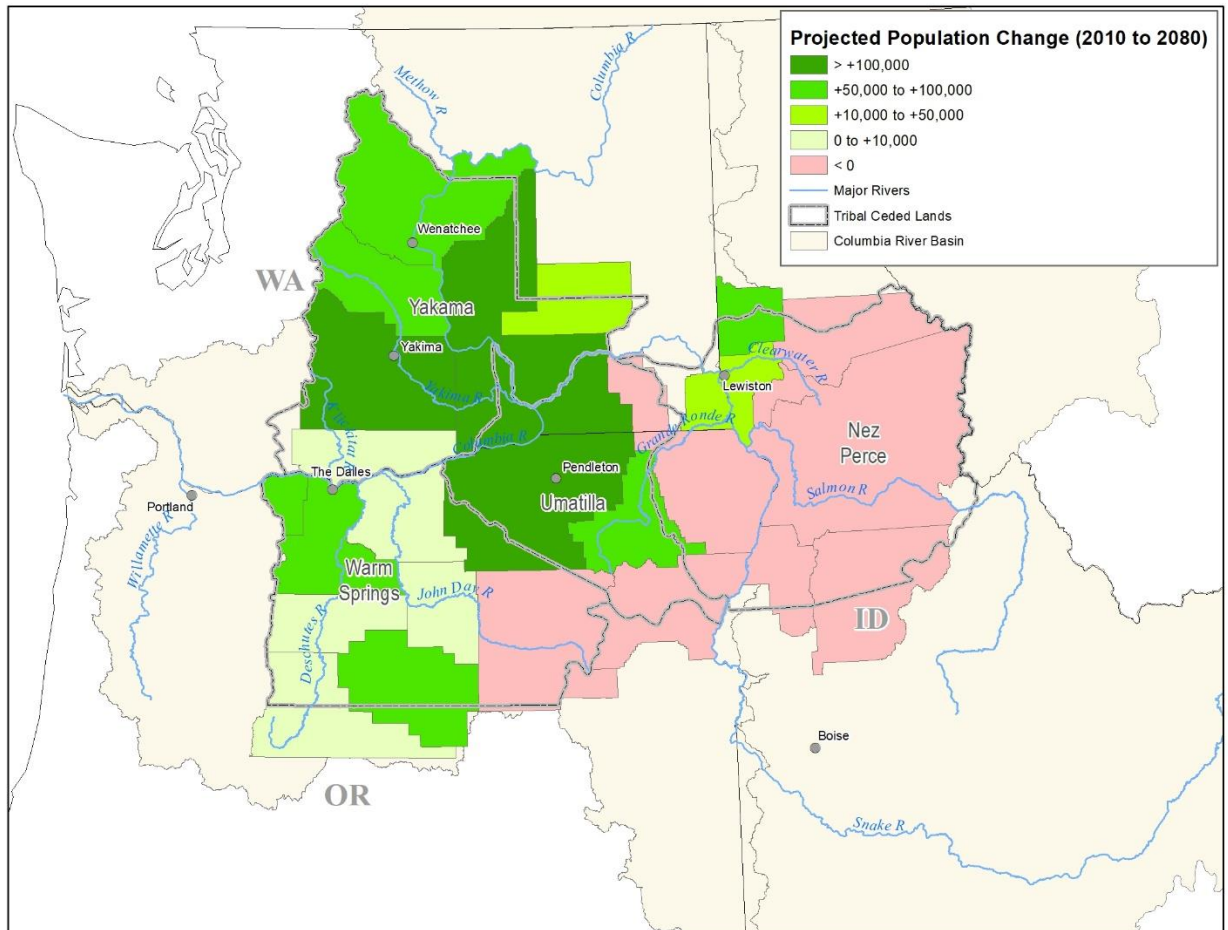 Projected Population Change (2010 to 2080)
> +100,000
+50,000 to +100,000
+10,000 to +50,000
0 to +10,000
< 0
Major Rivers
Tribal Ceded Lands
Columbia River Basin
Methow R
Columbia R
Wenatchee
WA
Yakama
Yakima
Yakima R
Klickitat R
Columbia R
The Dalles
Portland
Willamette R
Pendleton
Umatilla
Grande Ronde R
Clearwater R
Lewiston
Nez
Perce
Salmon R
Warm
Springs
John Day R
Deschutes R
ID
Boise
OR
Snake R